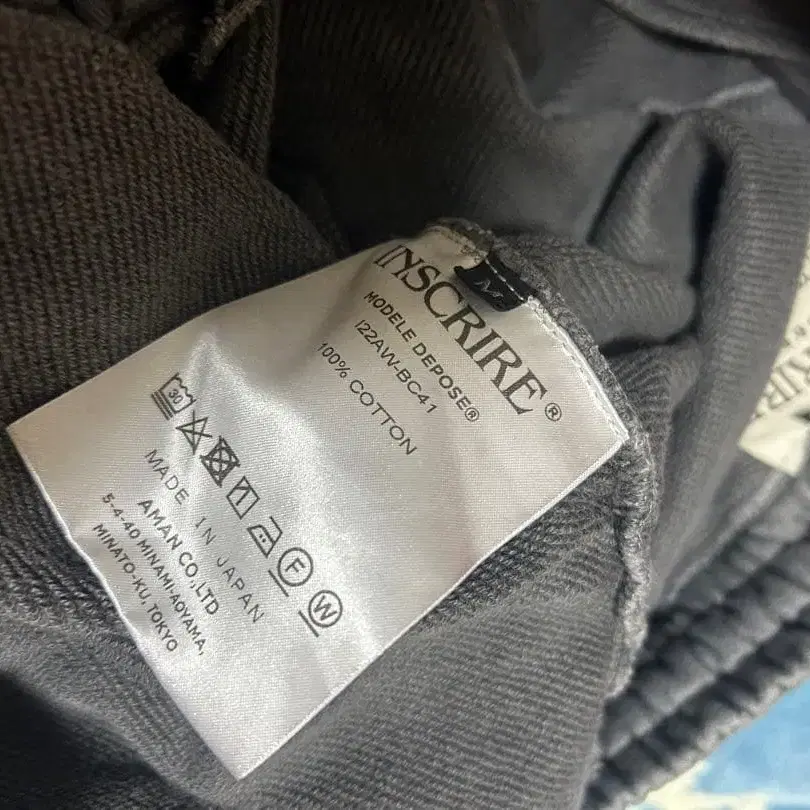 M
INSCRIRE®
MODELE DEPOSE®
I22AW-BC41
100% COTTON
30
F
W
MADE IN JAPAN
AMAN CO.,LTD
5-4-40 MINAMI-AOYAMA,
MINATO-KU, TOKYO